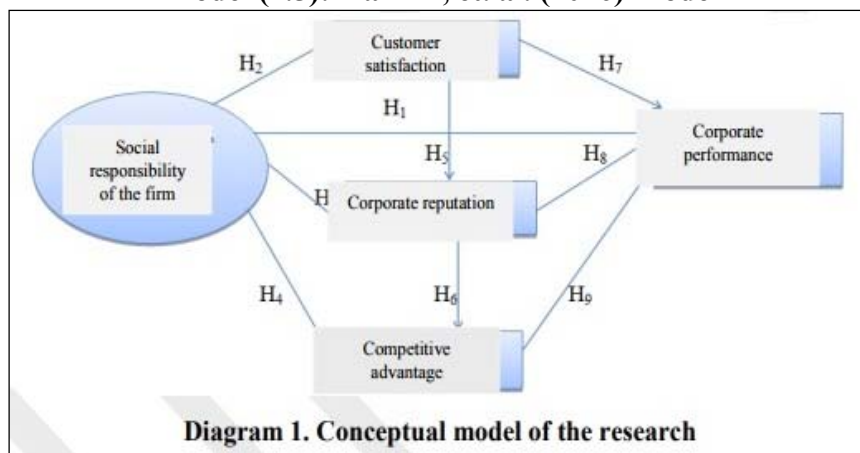 Customer
satisfaction
H2
H7
H1
Social
responsibility
of the firm
Corporate
performance
H5
H8
H
Corporate reputation
H4
H6
H9
Competitive
advantage
Diagram 1. Conceptual model of the research